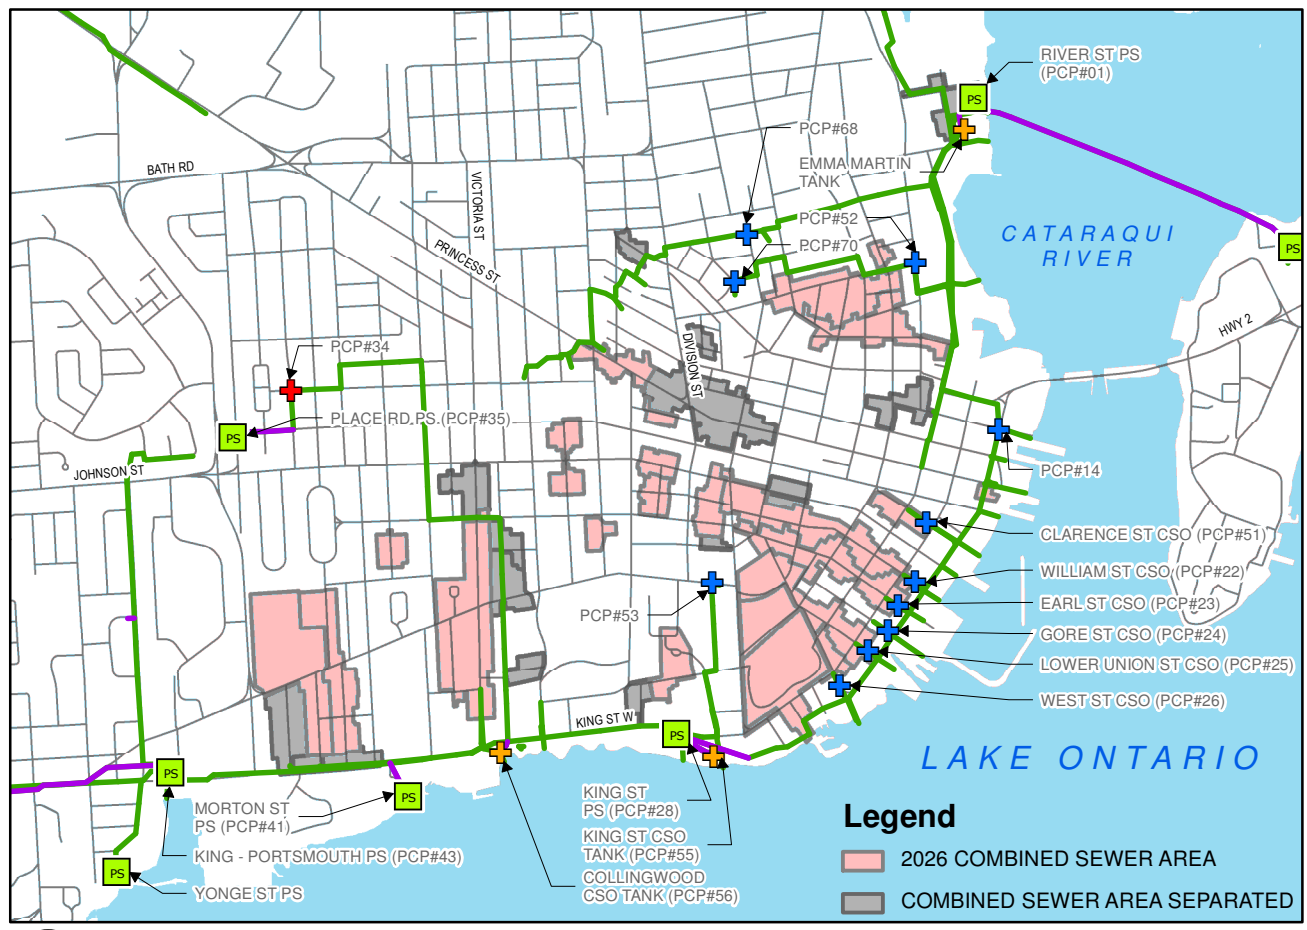 RIVER ST PS
(PCP#01)
PS
PCP#68
EMMA MARTIN
TANK
BATH RD
VICTORIA ST
PCP#52
PCP#70
CATARAQUI
RIVER
PS
PRINCESS ST
HWY 2
PCP#34
DIVISION ST
PLACE RD PS (PCP#35)
PS
JOHNSON ST
PCP#14
CLARENCE ST CSO (PCP#51)
WILLIAM ST CSO (PCP#22)
EARL ST CSO (PCP#23)
PCP#53
GORE ST CSO (PCP#24)
LOWER UNION ST CSO (PCP#25)
WEST ST CSO (PCP#26)
KING ST W
PS
LAKE ONTARIO
PS
PS
MORTON ST
PS (PCP#41)
KING ST
PS (PCP#28)
KING - PORTSMOUTH PS (PCP#43)
KING ST CSO
TANK (PCP#55)
PS
YONGE ST PS
COLLINGWOOD
CSO TANK (PCP#56)
Legend
2026 COMBINED SEWER AREA
COMBINED SEWER AREA SEPARATED